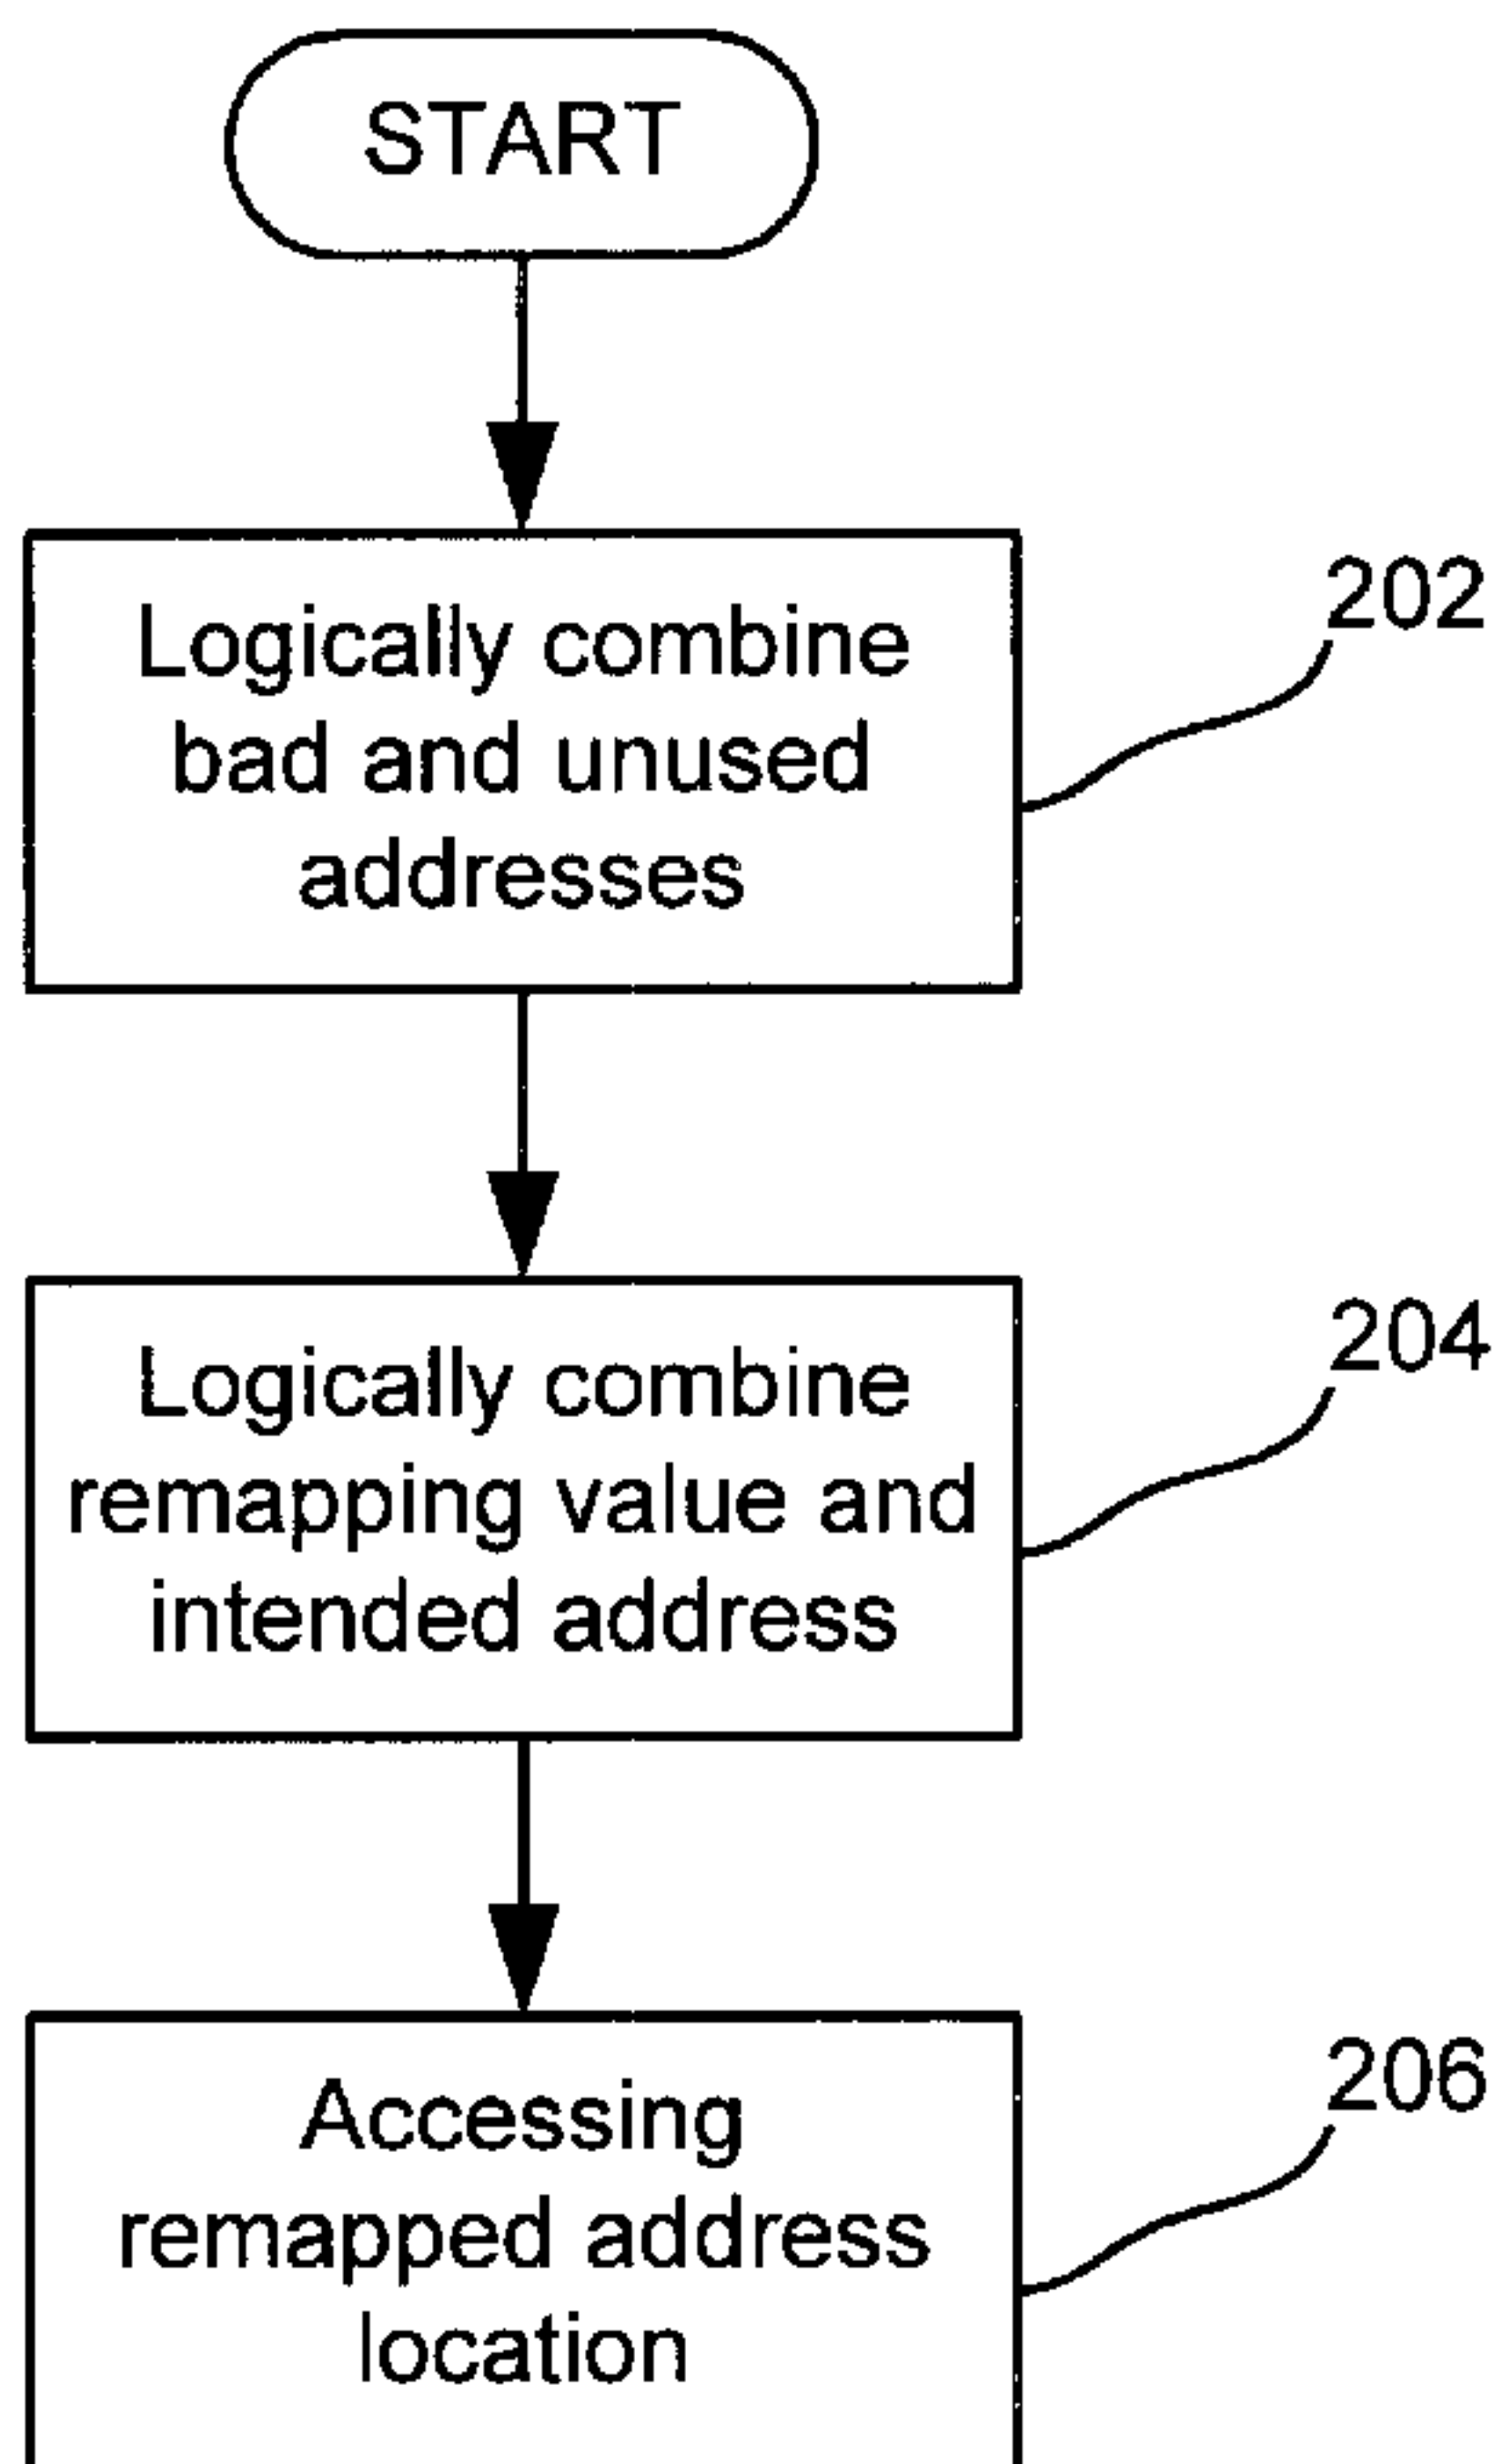 START
Logically combine
bad and unused
addresses
202
Logically combine
remapping value and
intended address
204
Accessing
remapped address
location
206